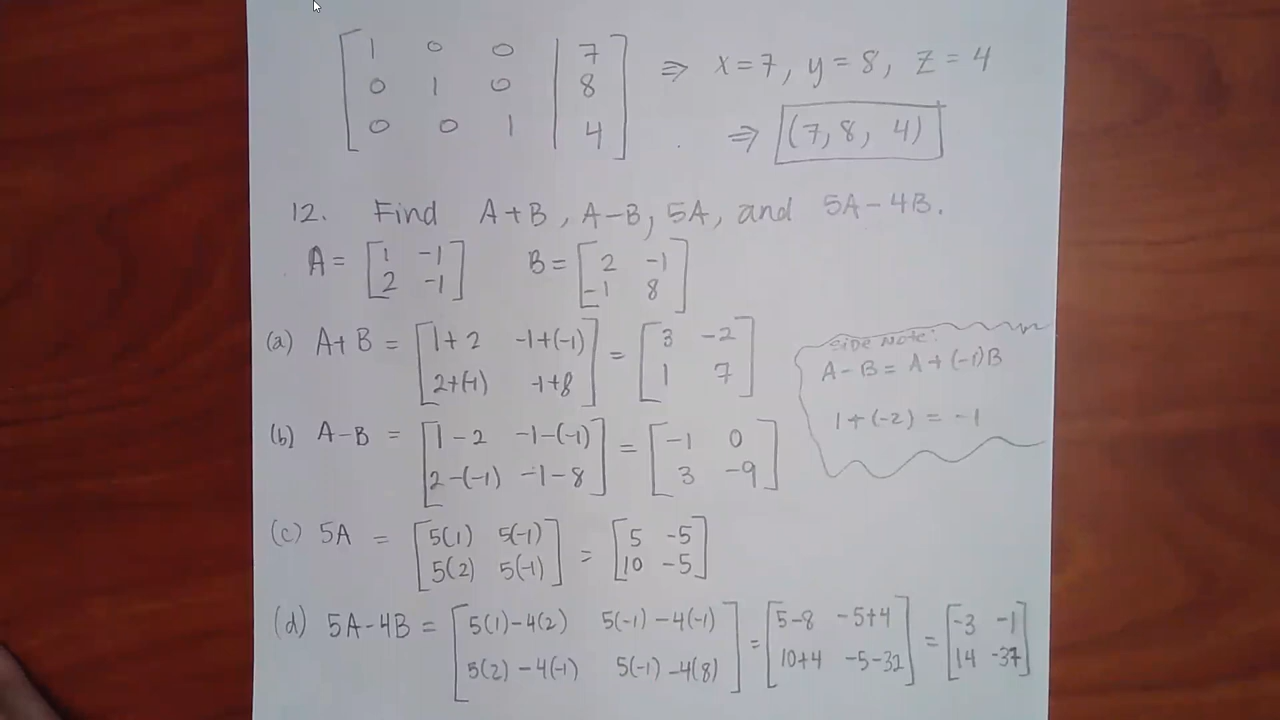 [1 0 0 | 7] ⇒ x=7, y=8, z=4
[0 1 0 | 8]
[0 0 1 | 4] ⇒ (7, 8, 4)
12. Find A+B, A-B, 5A, and 5A-4B.
A = [1 -1; 2 -1] B = [2 -1; -1 8]
(a) A+B = [1+2 -1+(-1); 2+(-1) -1+8] = [3 -2; 1 7]
Side Note:
A-B = A+(-1)B
1+(-2) = -1
(b) A-B = [1-2 -1-(-1); 2-(-1) -1-8] = [-1 0; 3 -9]
(c) 5A = [5(1) 5(-1); 5(2) 5(-1)] = [5 -5; 10 -5]
(d) 5A-4B = [5(1)-4(2) 5(-1)-4(-1); 5(2)-4(-1) 5(-1)-4(8)] = [5-8 -5+4; 10+4 -5-32] = [-3 -1; 14 -37]